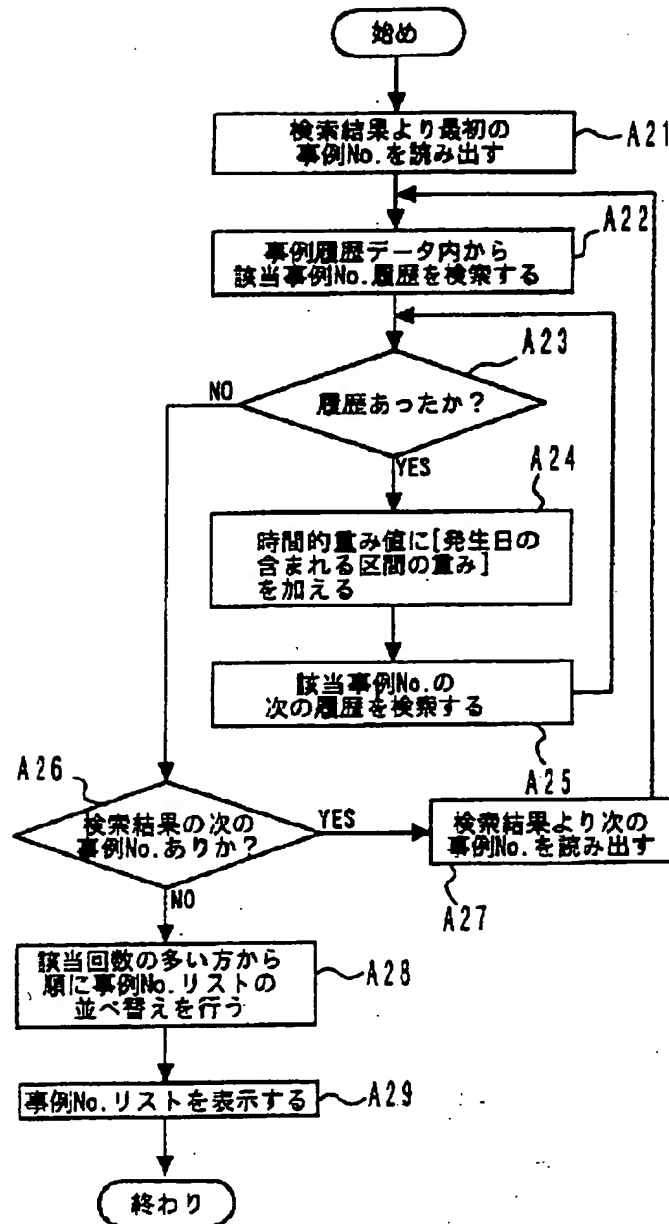 始め
検索結果より最初の
事例No.を読み出す
A21
A22
事例履歴データ内から
該当事例No.履歴を検索する
A23
NO
履歴あったか？
YES
A24
時間的重み値に[発生日の
含まれる区間の重み]
を加える
該当事例No.の
次の履歴を検索する
A25
A26
検索結果の次の
事例No.ありか？
YES
検索結果より次の
事例No.を読み出す
A27
NO
該当回数の多い方から
順に事例No.リストの
並べ替えを行う
A28
事例No.リストを表示する
A29
終わり